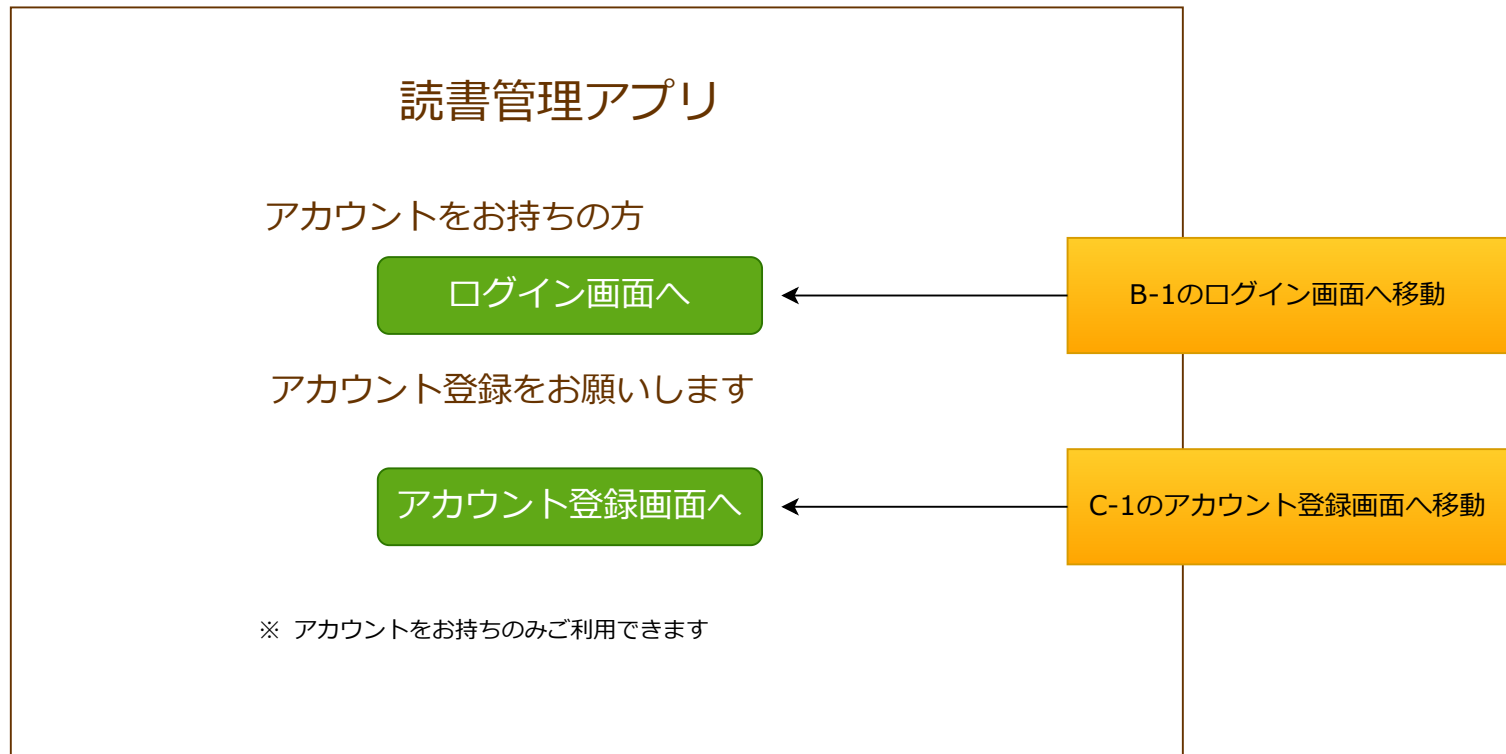 読書管理アプリ
アカウントをお持ちの方
ログイン画面へ
B-1のログイン画面へ移動
アカウント登録をお願いします
アカウント登録画面へ
C-1のアカウント登録画面へ移動
※ アカウントをお持ちのみご利用できます